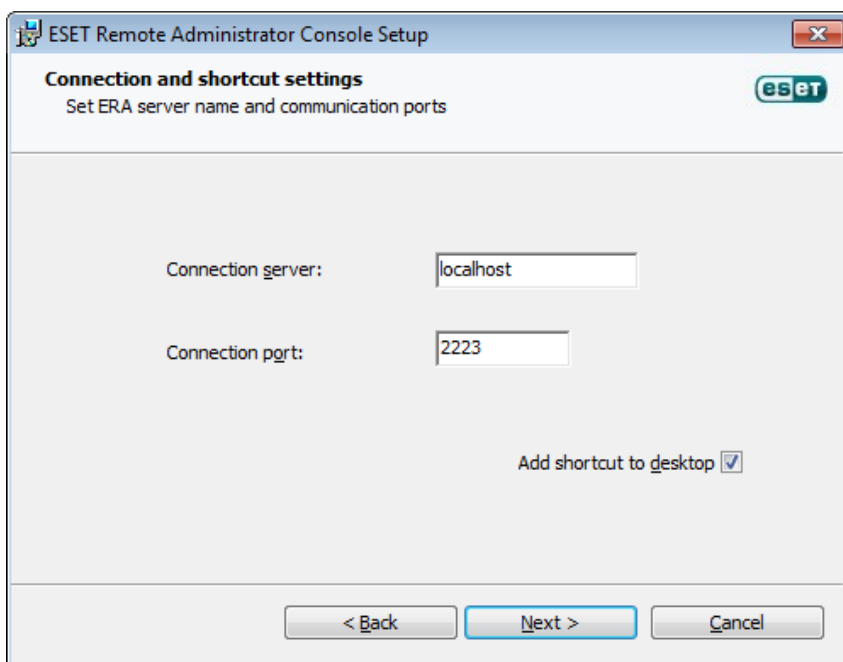 ESET Remote Administrator Console Setup
Connection and shortcut settings
Set ERA server name and communication ports
eseT
Connection server:
localhost
Connection port:
2223
Add shortcut to desktop
< Back
Next >
Cancel